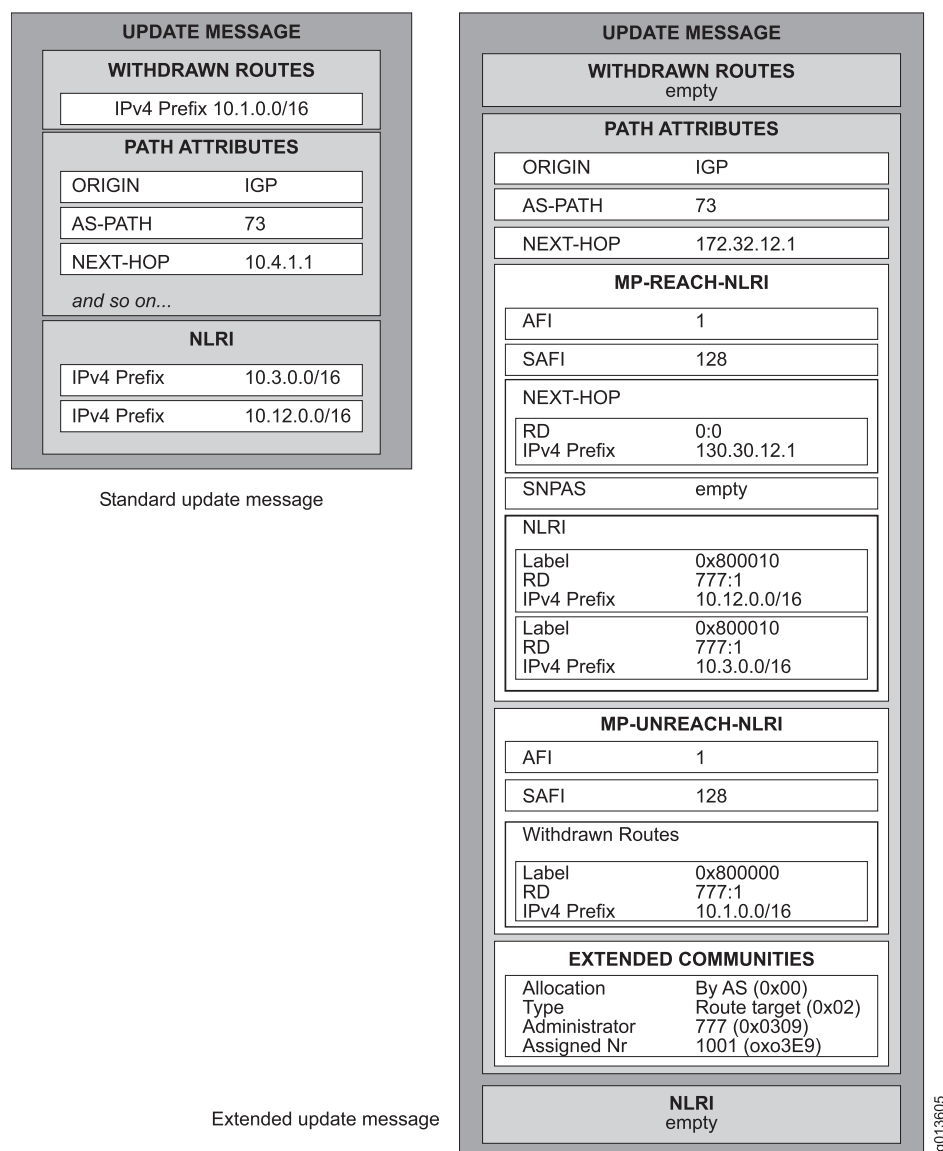 UPDATE MESSAGE
WITHDRAWN ROUTES
IPv4 Prefix 10.1.0.0/16
PATH ATTRIBUTES
ORIGIN IGP
AS-PATH 73
NEXT-HOP 10.4.1.1
and so on...
NLRI
IPv4 Prefix 10.3.0.0/16
IPv4 Prefix 10.12.0.0/16
Standard update message
UPDATE MESSAGE
WITHDRAWN ROUTES
empty
PATH ATTRIBUTES
ORIGIN IGP
AS-PATH 73
NEXT-HOP 172.32.12.1
MP-REACH-NLRI
AFI 1
SAFI 128
NEXT-HOP
RD 0:0
IPv4 Prefix 130.30.12.1
SNPAS empty
NLRI
Label 0x800010
RD 777:1
IPv4 Prefix 10.12.0.0/16
Label 0x800010
RD 777:1
IPv4 Prefix 10.3.0.0/16
MP-UNREACH-NLRI
AFI 1
SAFI 128
Withdrawn Routes
Label 0x800000
RD 777:1
IPv4 Prefix 10.1.0.0/16
EXTENDED COMMUNITIES
Allocation By AS (0x00)
Type Route target (0x02)
Administrator 777 (0x0309)
Assigned Nr 1001 (oxo3E9)
NLRI
empty
Extended update message
g013605